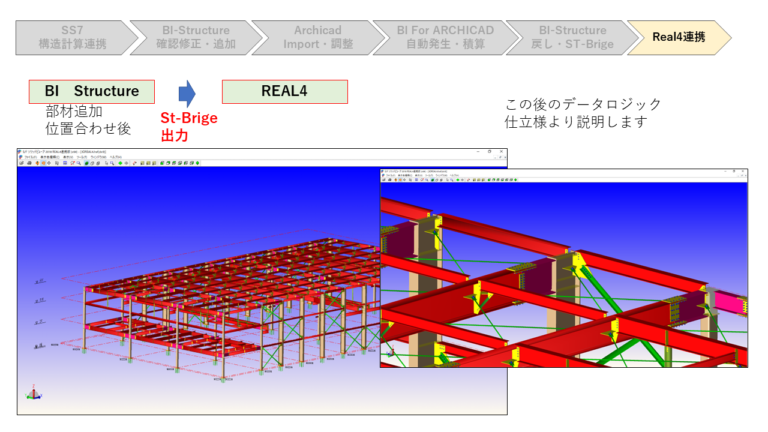 SS7
構造計算連携
BI-Structure
確認修正・追加
Archicad
Import・調整
BI For ARCHICAD
自動発生・積算
BI-Structure
戻し・ST-Brige
Real4連携
BI　Structure
REAL4
部材追加
位置合わせ後
St-Brige
出力
この後のデータロジック
仕立様より説明します